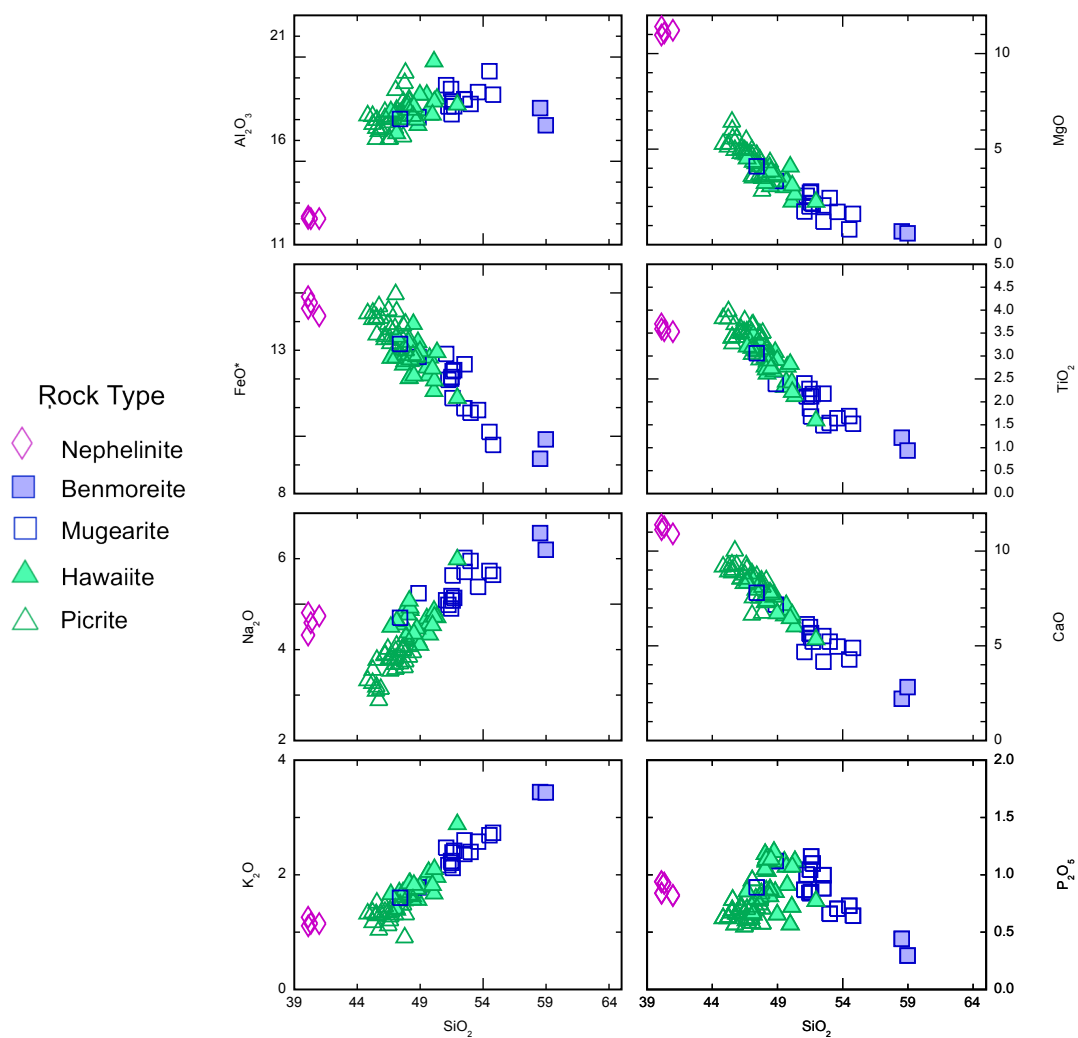 21
16
11
Al₂O₃
10
5
0
MgO
13
8
FeO*
5.0
4.5
4.0
3.5
3.0
2.5
2.0
1.5
1.0
0.5
0.0
TiO₂
Rock Type
Nephelinite
Benmoreite
Mugearite
Hawaiite
Picrite
6
4
2
Na₂O
10
5
0
CaO
4
2
0
K₂O
2.0
1.5
1.0
0.5
0.0
P₂O₅
39 44 49 54 59 64
SiO₂
39 44 49 54 59 64
SiO₂